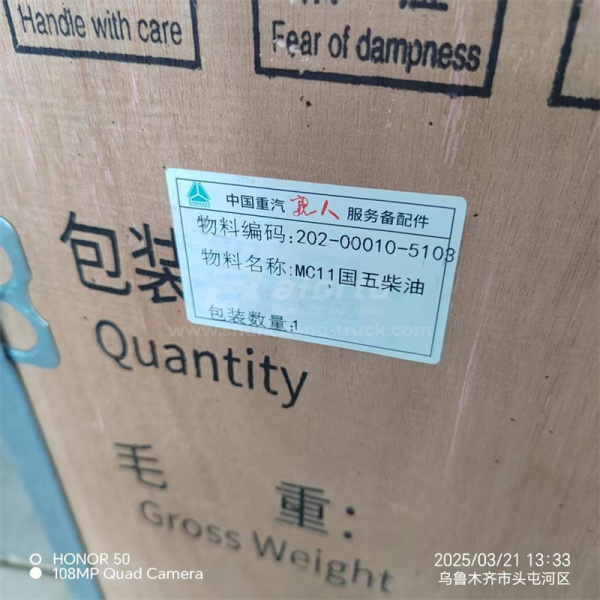 Handle with care
Fear of dampness
中国重汽 亲人 服务备配件
物料编码:202-00010-5103
物料名称:MC11国五柴油
包装数量:1
包装
Quantity
毛 重:
Gross Weight
HONOR 50
108MP Quad Camera
2025/03/21 13:33
乌鲁木齐市头屯河区